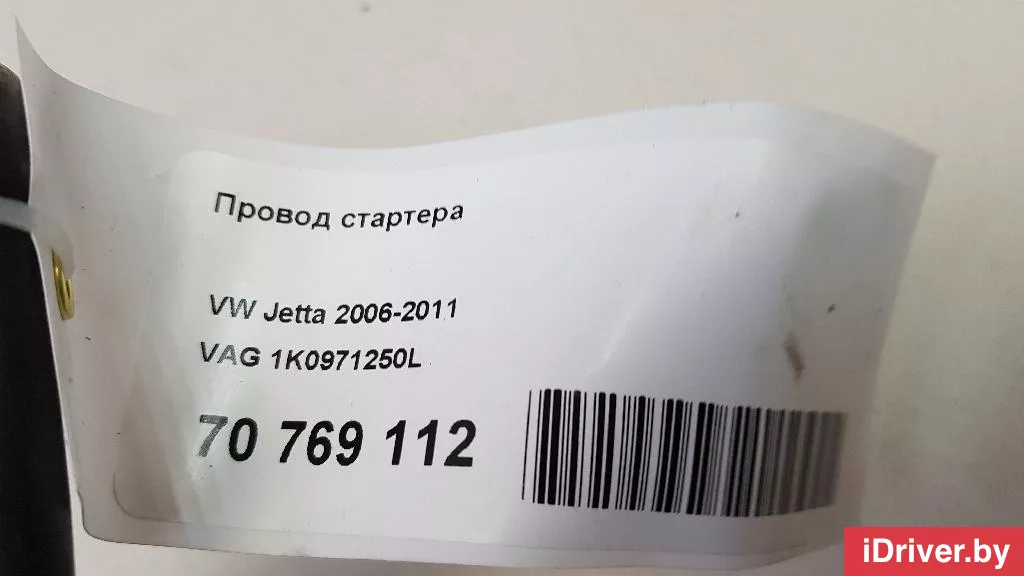 Провод стартера
VW Jetta 2006-2011
VAG 1K0971250L
70 769 112
iDriver.by